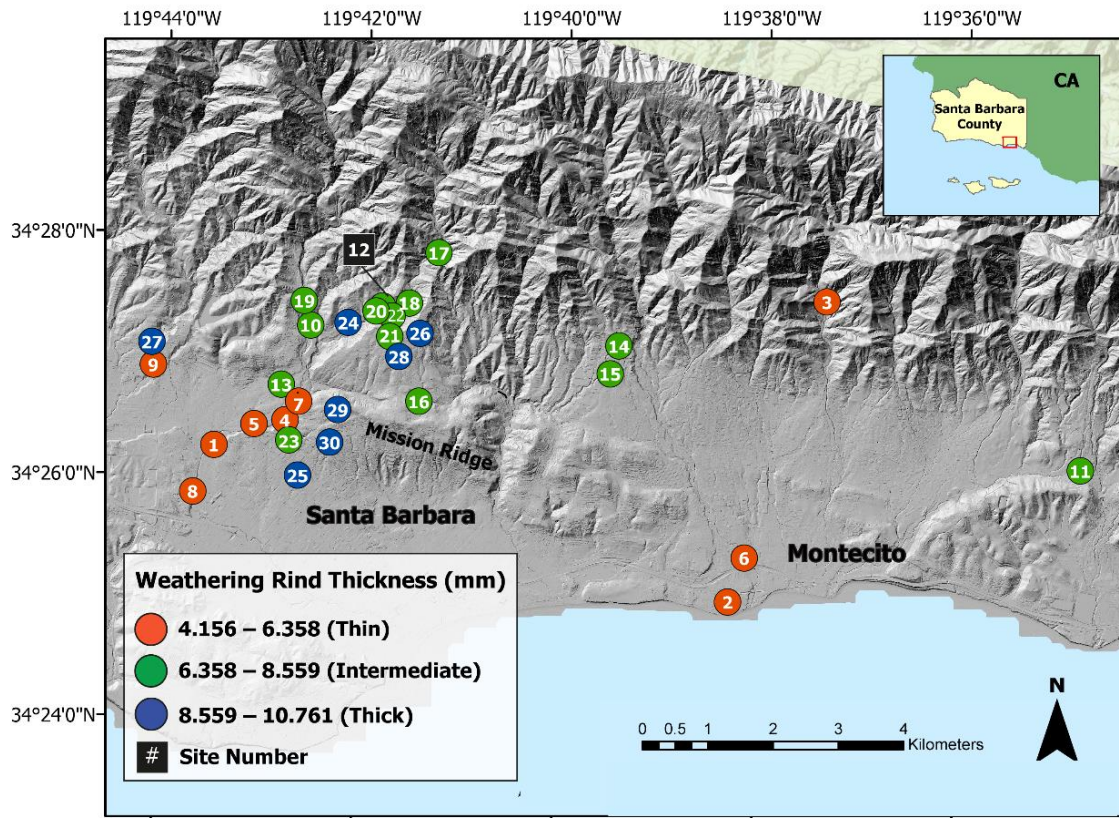 119°44'0"W 119°42'0"W 119°40'0"W 119°38'0"W 119°36'0"W
CA
Santa Barbara
County
34°28'0"N
12
17
19
20
18
22
3
10
24
21
26
27
28
14
9
15
13
7
29
16
5
4
1
23
30
Mission Ridge
34°26'0"N
25
11
8
Santa Barbara
Montecito
6
2
Weathering Rind Thickness (mm)
4.156 – 6.358 (Thin)
6.358 – 8.559 (Intermediate)
8.559 – 10.761 (Thick)
# Site Number
34°24'0"N
N
0 0.5 1 2 3 4
Kilometers